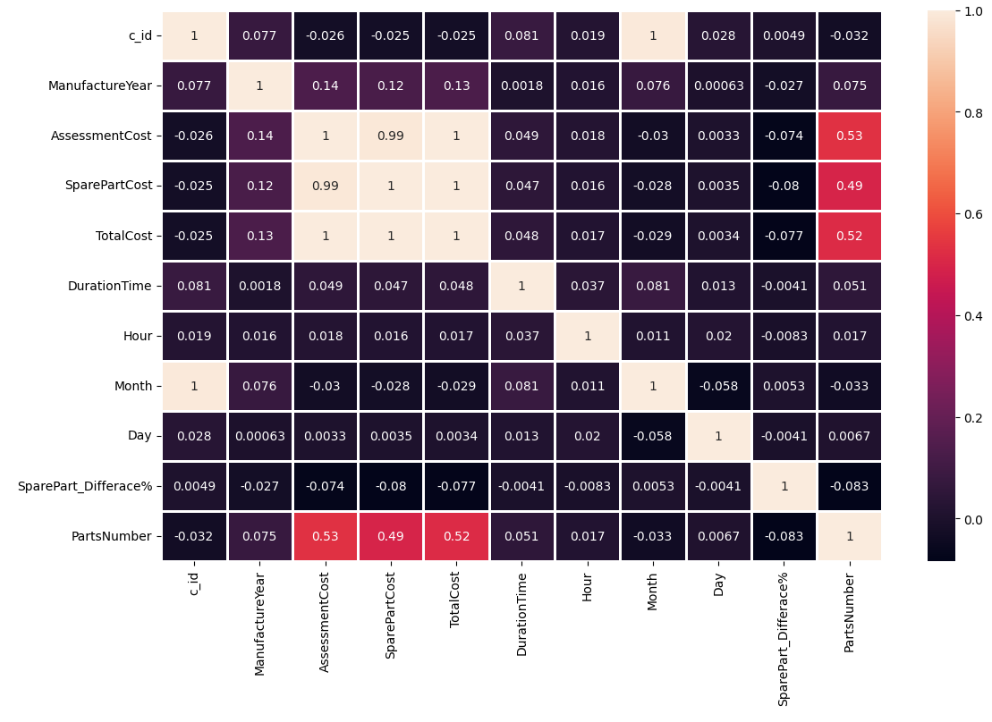 c_id 1 0.077 -0.026 -0.025 -0.025 0.081 0.019 1 0.028 0.0049 -0.032
ManufactureYear 0.077 1 0.14 0.12 0.13 0.0018 0.016 0.076 0.00063 -0.027 0.075
AssessmentCost -0.026 0.14 1 0.99 1 0.049 0.018 -0.03 0.0033 -0.074 0.53
SparePartCost -0.025 0.12 0.99 1 1 0.047 0.016 -0.028 0.0035 -0.08 0.49
TotalCost -0.025 0.13 1 1 1 0.048 0.017 -0.029 0.0034 -0.077 0.52
DurationTime 0.081 0.0018 0.049 0.047 0.048 1 0.037 0.081 0.013 -0.0041 0.051
Hour 0.019 0.016 0.018 0.016 0.017 0.037 1 0.011 0.02 -0.0083 0.017
Month 1 0.076 -0.03 -0.028 -0.029 0.081 0.011 1 -0.058 0.0053 -0.033
Day 0.028 0.00063 0.0033 0.0035 0.0034 0.013 0.02 -0.058 1 -0.0041 0.0067
SparePart_Differace% 0.0049 -0.027 -0.074 -0.08 -0.077 -0.0041 -0.0083 0.0053 -0.0041 1 -0.083
PartsNumber -0.032 0.075 0.53 0.49 0.52 0.051 0.017 -0.033 0.0067 -0.083 1
c_id
ManufactureYear
AssessmentCost
SparePartCost
TotalCost
DurationTime
Hour
Month
Day
SparePart_Differace%
PartsNumber
1.0
0.8
0.6
0.4
0.2
0.0